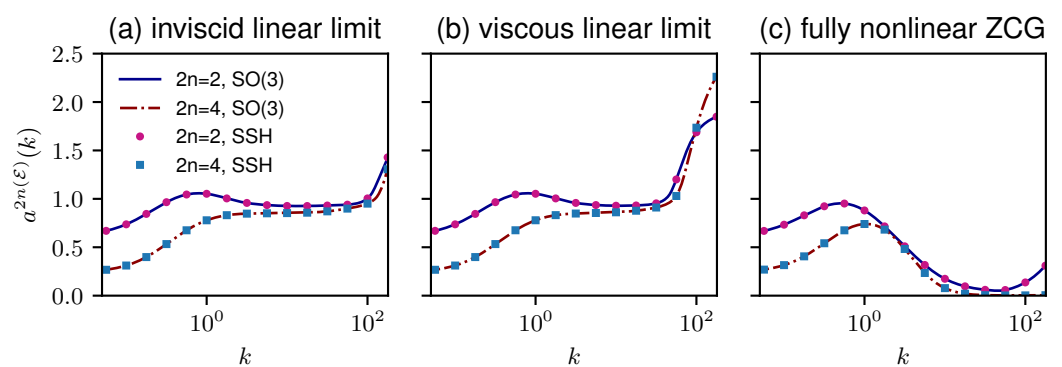 (a) inviscid linear limit
(b) viscous linear limit
(c) fully nonlinear ZCG
a^{2n(ℰ)}(k)
2.5
2.0
1.5
1.0
0.5
0.0
2n=2, SO(3)
2n=4, SO(3)
2n=2, SSH
2n=4, SSH
10^0
10^2
10^0
10^2
10^0
10^2
k
k
k